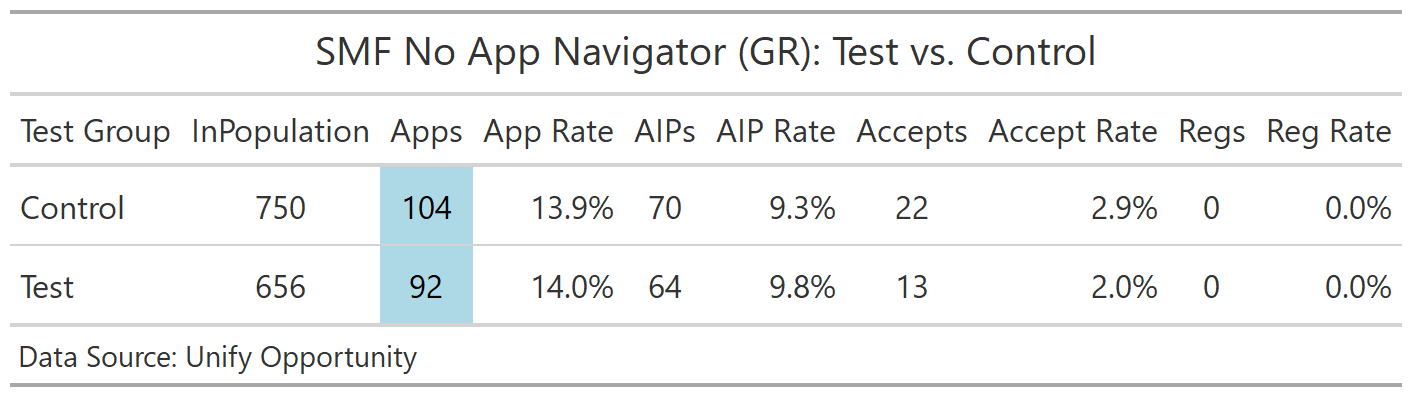 SMF No App Navigator (GR): Test vs. Control
Test Group InPopulation Apps App Rate AIPs AIP Rate Accepts Accept Rate Regs Reg Rate
Control 750 104 13.9% 70 9.3% 22 2.9% 0 0.0%
Test 656 92 14.0% 64 9.8% 13 2.0% 0 0.0%
Data Source: Unify Opportunity